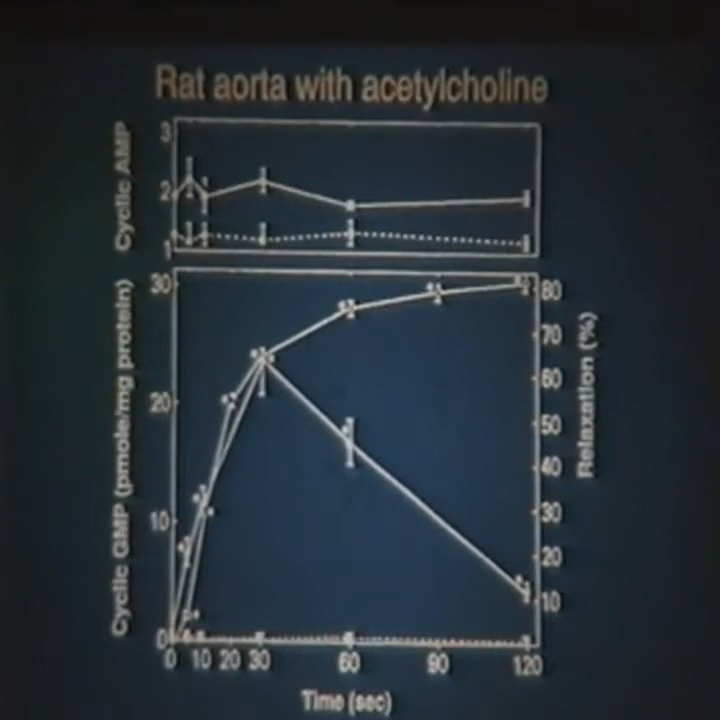 Rat aorta with acetylcholine
Cyclic AMP
3
2
1
Cyclic GMP (pmole/mg protein)
30
20
10
0
80
70
60
50
40
30
20
10
Relaxation (%)
0 10 20 30 60 90 120
Time (sec)